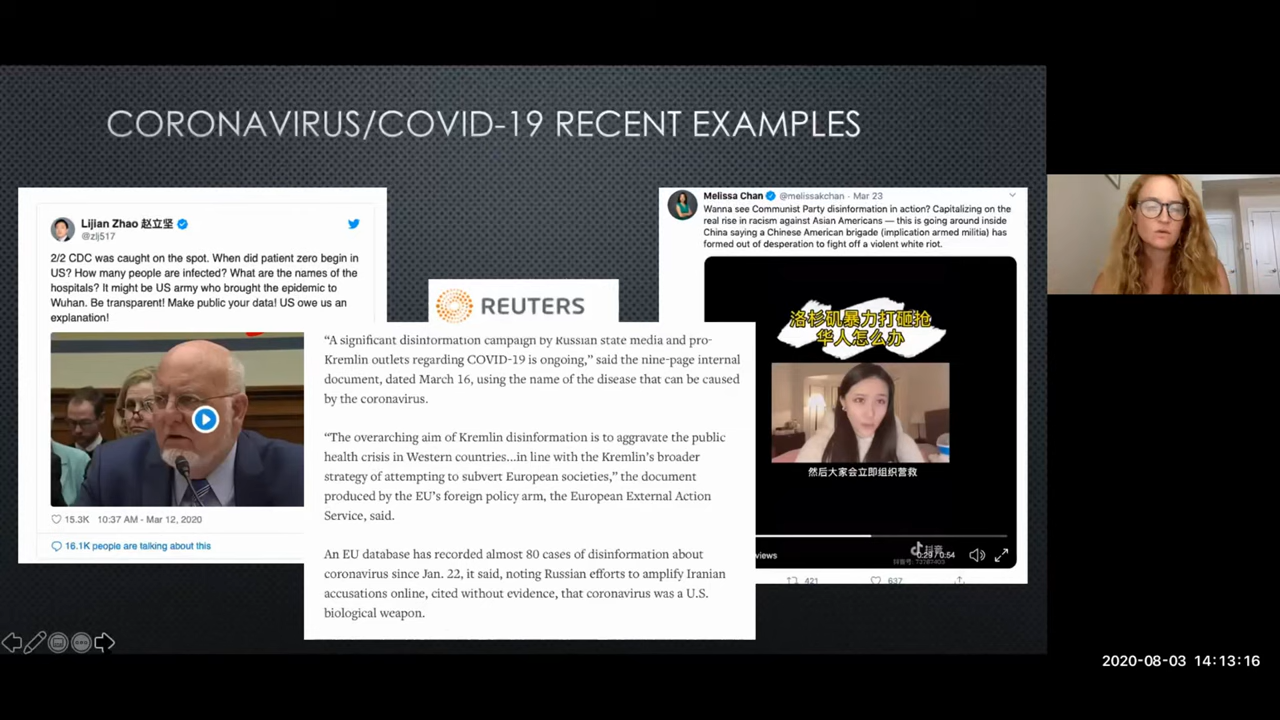 CORONAVIRUS/COVID-19 RECENT EXAMPLES
Lijian Zhao 赵立坚
@zlj517
2/2 CDC was caught on the spot. When did patient zero begin in
US? How many people are infected? What are the names of the
hospitals? It might be US army who brought the epidemic to
Wuhan. Be transparent! Make public your data! US owe us an
explanation!
15.3K 10:37 AM - Mar 12, 2020
16.1K people are talking about this
REUTERS
“A significant disinformation campaign by Russian state media and pro-
Kremlin outlets regarding COVID-19 is ongoing,” said the nine-page internal
document, dated March 16, using the name of the disease that can be caused
by the coronavirus.
“The overarching aim of Kremlin disinformation is to aggravate the public
health crisis in Western countries...in line with the Kremlin’s broader
strategy of attempting to subvert European societies,” the document
produced by the EU’s foreign policy arm, the European External Action
Service, said.
An EU database has recorded almost 80 cases of disinformation about
coronavirus since Jan. 22, it said, noting Russian efforts to amplify Iranian
accusations online, cited without evidence, that coronavirus was a U.S.
biological weapon.
Melissa Chan @melissakchan · Mar 23
Wanna see Communist Party disinformation in action? Capitalizing on the
real rise in racism against Asian Americans — this is going around inside
China saying a Chinese American brigade (implication armed militia) has
formed out of desperation to fight off a violent white riot.
洛杉矶暴力打砸抢
华人怎么办
然后大家会立即组织营救
views
抖音
0:29 / 0:54
421 637
2020-08-03 14:13:16